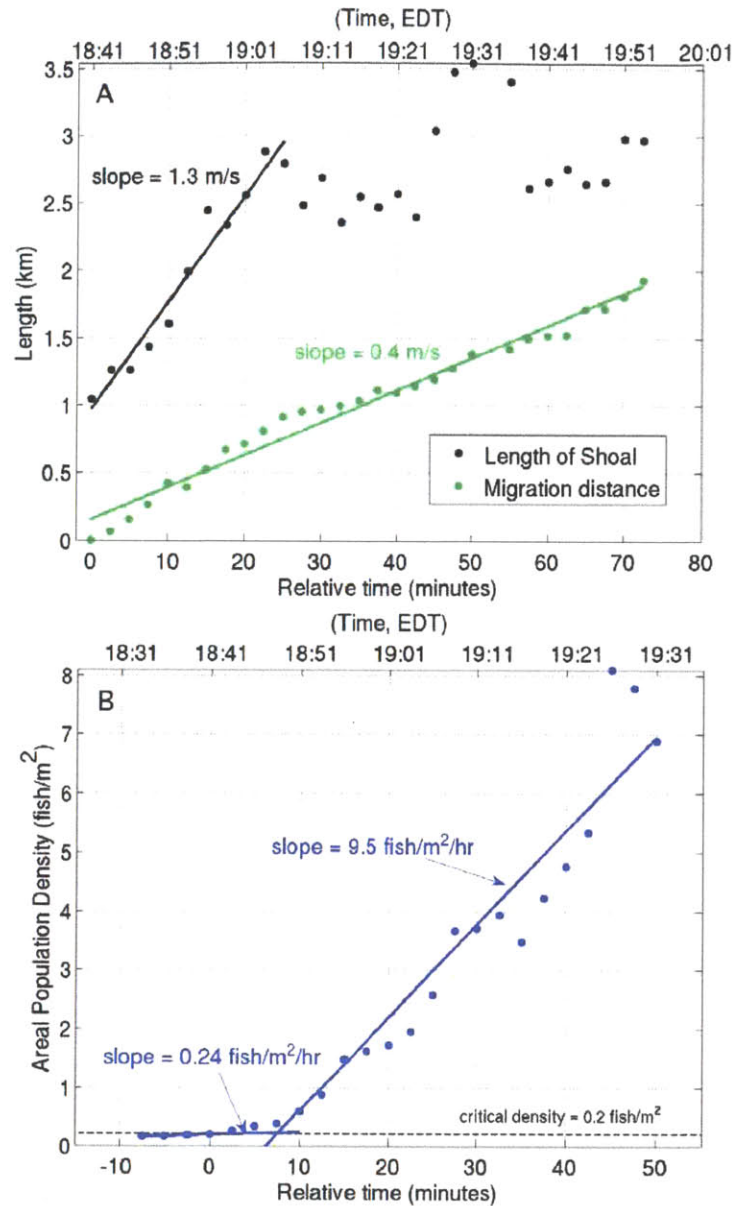 (Time, EDT)
18:41 18:51 19:01 19:11 19:21 19:31 19:41 19:51 20:01
A
3.5
3
2.5
2
1.5
1
0.5
0
Length (km)
slope = 1.3 m/s
slope = 0.4 m/s
Length of Shoal
Migration distance
0 10 20 30 40 50 60 70 80
Relative time (minutes)
(Time, EDT)
18:31 18:41 18:51 19:01 19:11 19:21 19:31
B
8
7
6
5
4
3
2
1
0
Areal Population Density (fish/m²)
slope = 9.5 fish/m²/hr
slope = 0.24 fish/m²/hr
critical density = 0.2 fish/m²
-10 0 10 20 30 40 50
Relative time (minutes)